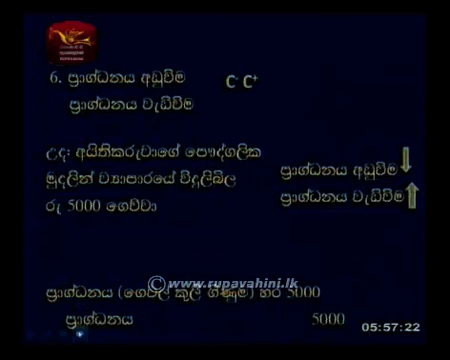 6. ප්‍රාග්ධනය අඩුවීම C- C+
ප්‍රාග්ධනය වැඩිවීම
උදා: අයිතිකරුවාගේ පෞද්ගලික
මුදලින් ව්‍යාපාරයේ විදුලිබිල
රු 5000 ගෙව්වා
ප්‍රාග්ධනය අඩුවීම ↓
ප්‍රාග්ධනය වැඩිවීම ↑
© www.rupavahini.lk
ප්‍රාග්ධනය (ගෙපල කුලී ගිණුම) හර 5000
ප්‍රාග්ධනය 5000
05:57:22